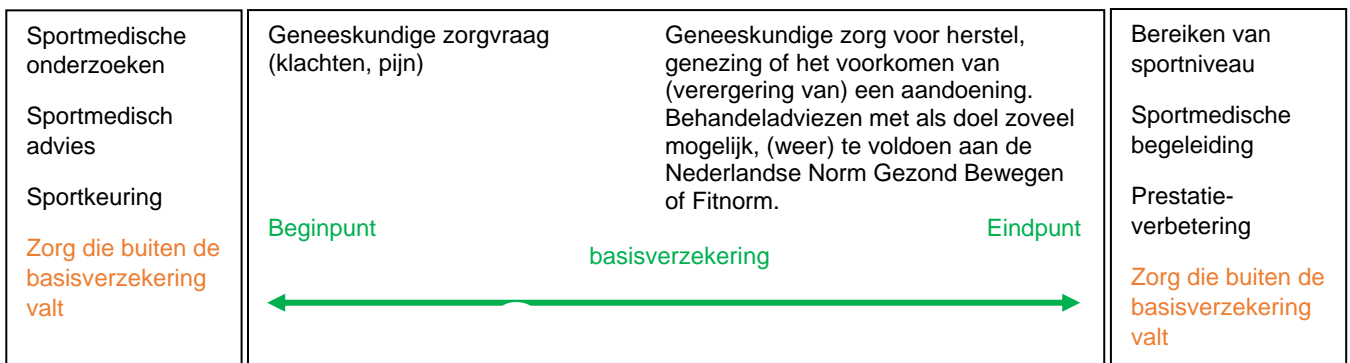 Sportmedische
onderzoeken
Sportmedisch
advies
Sportkeuring
Zorg die buiten de
basisverzekering
valt
Geneeskundige zorgvraag
(klachten, pijn)
Geneeskundige zorg voor herstel,
genezing of het voorkomen van
(verergering van) een aandoening.
Behandeladviezen met als doel zoveel
mogelijk, (weer) te voldoen aan de
Nederlandse Norm Gezond Bewegen
of Fitnorm.
Beginpunt
Eindpunt
basisverzekering
Bereiken van
sportniveau
Sportmedische
begeleiding
Prestatie-
verbetering
Zorg die buiten de
basisverzekering
valt